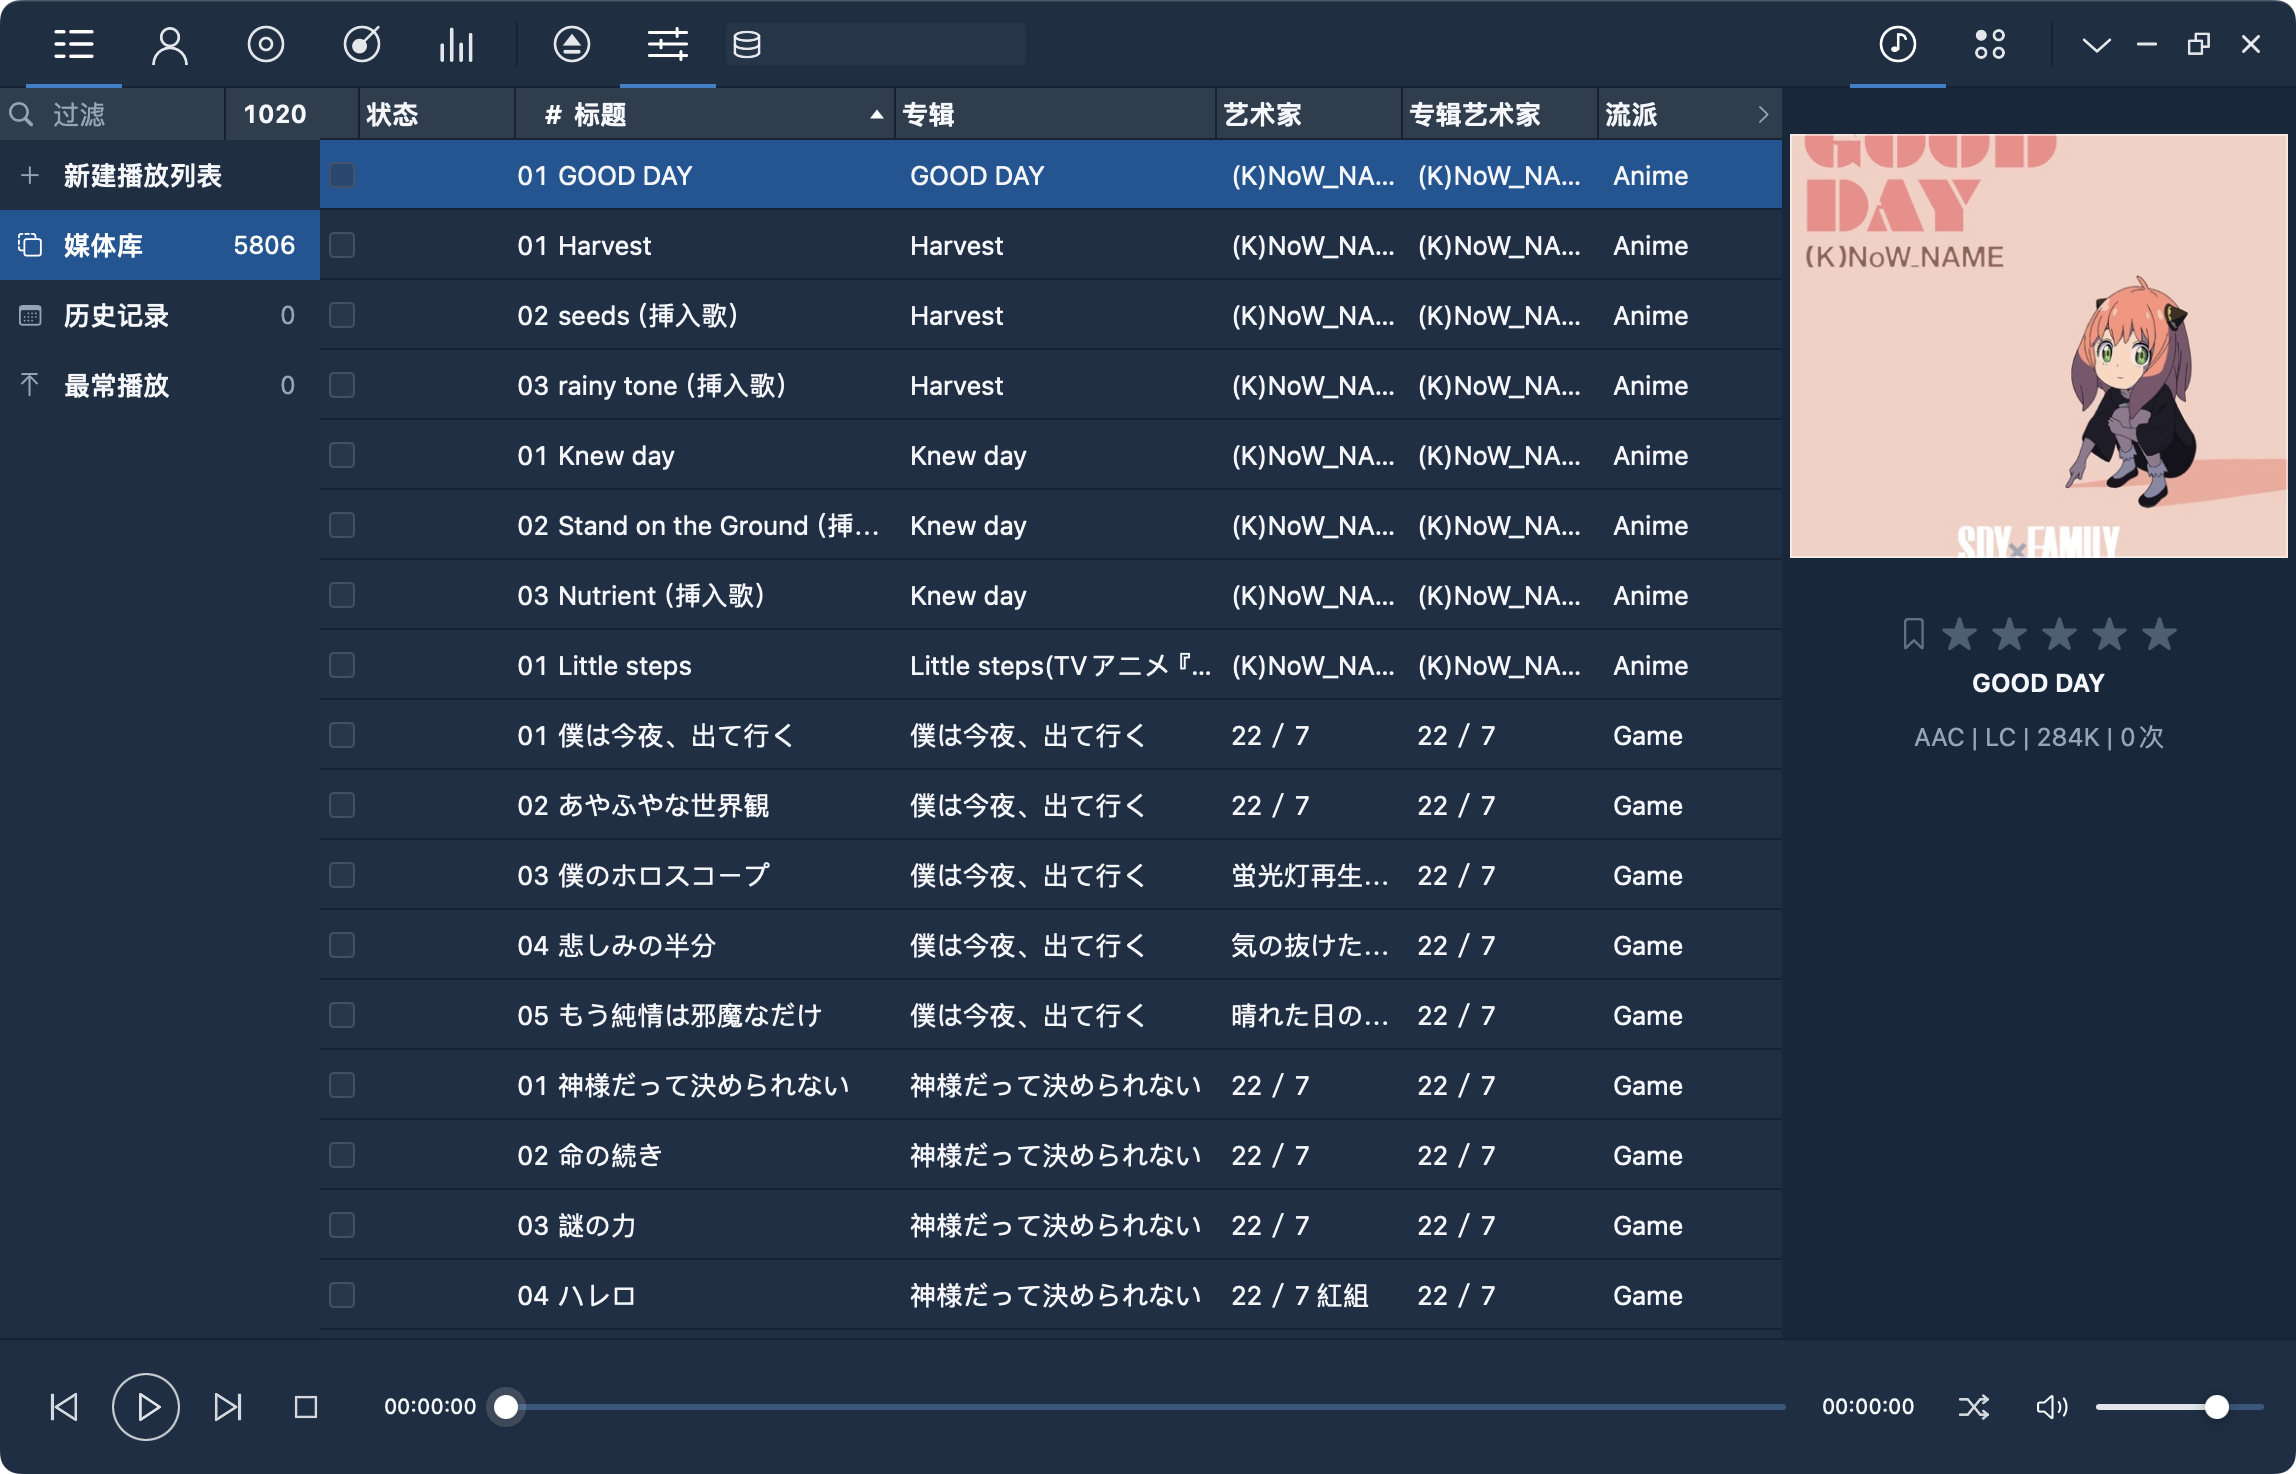 过滤 1020 状态 # 标题 专辑 艺术家 专辑艺术家 流派
新建播放列表
媒体库 5806
历史记录 0
最常播放 0
01 GOOD DAY GOOD DAY (K)NoW_NA... (K)NoW_NA... Anime
01 Harvest Harvest (K)NoW_NA... (K)NoW_NA... Anime
02 seeds (挿入歌) Harvest (K)NoW_NA... (K)NoW_NA... Anime
03 rainy tone (挿入歌) Harvest (K)NoW_NA... (K)NoW_NA... Anime
01 Knew day Knew day (K)NoW_NA... (K)NoW_NA... Anime
02 Stand on the Ground (挿... Knew day (K)NoW_NA... (K)NoW_NA... Anime
03 Nutrient (挿入歌) Knew day (K)NoW_NA... (K)NoW_NA... Anime
01 Little steps Little steps(TVアニメ『... (K)NoW_NA... (K)NoW_NA... Anime
01 僕は今夜、出て行く 僕は今夜、出て行く 22 / 7 22 / 7 Game
02 あやふやな世界観 僕は今夜、出て行く 22 / 7 22 / 7 Game
03 僕のホロスコープ 僕は今夜、出て行く 蛍光灯再生... 22 / 7 Game
04 悲しみの半分 僕は今夜、出て行く 気の抜けた... 22 / 7 Game
05 もう純情は邪魔なだけ 僕は今夜、出て行く 晴れた日の... 22 / 7 Game
01 神様だって決められない 神様だって決められない 22 / 7 22 / 7 Game
02 命の続き 神様だって決められない 22 / 7 22 / 7 Game
03 謎の力 神様だって決められない 22 / 7 22 / 7 Game
04 ハレロ 神様だって決められない 22 / 7 紅組 22 / 7 Game
GOOD
DAY
(K)NoW_NAME
SPY×FAMILY
GOOD DAY
AAC | LC | 284K | 0次
00:00:00 00:00:00